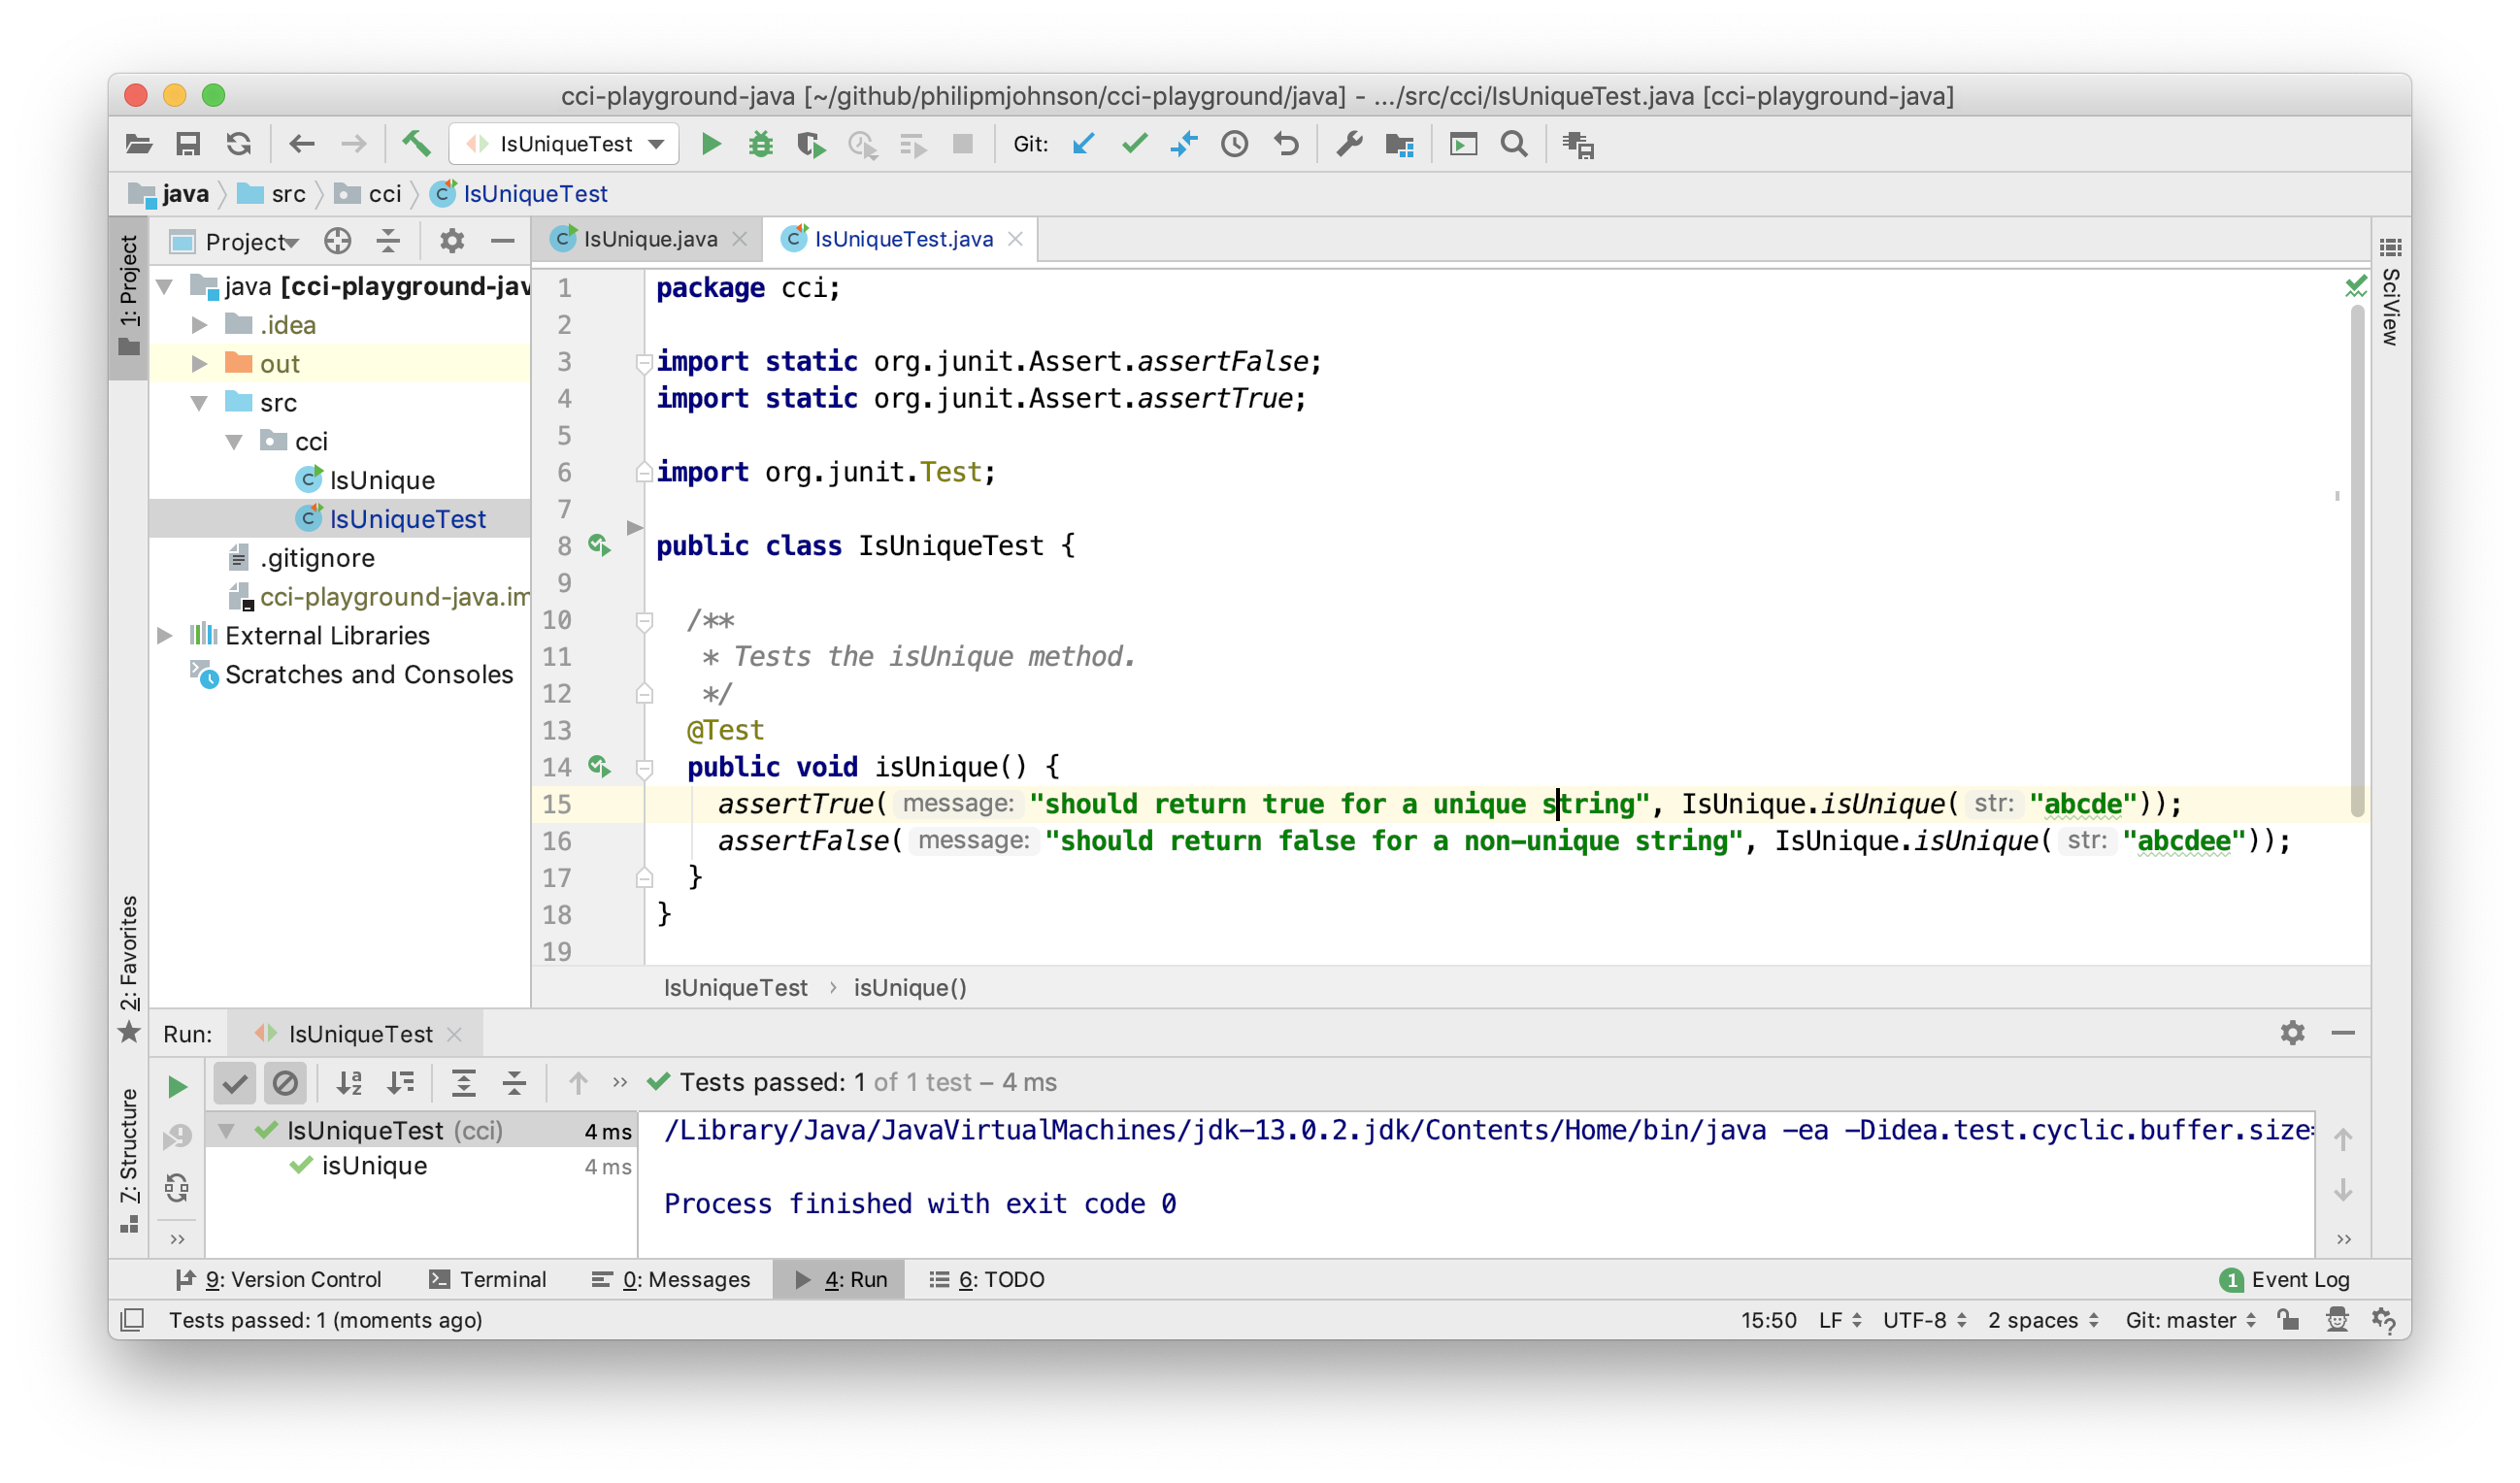 cci-playground-java [~/github/philipmjohnson/cci-playground/java] - .../src/cci/IsUniqueTest.java [cci-playground-java]
IsUniqueTest
Git:
java src cci IsUniqueTest
1: Project
Project
java [cci-playground-jav
.idea
out
src
cci
IsUnique
IsUniqueTest
.gitignore
cci-playground-java.im
External Libraries
Scratches and Consoles
IsUnique.java IsUniqueTest.java
1 package cci;
2
3 import static org.junit.Assert.assertFalse;
4 import static org.junit.Assert.assertTrue;
5
6 import org.junit.Test;
7
8 public class IsUniqueTest {
9
10 /**
11 * Tests the isUnique method.
12 */
13 @Test
14 public void isUnique() {
15 assertTrue( message: "should return true for a unique string", IsUnique.isUnique( str: "abcde"));
16 assertFalse( message: "should return false for a non-unique string", IsUnique.isUnique( str: "abcdee"));
17 }
18 }
19
IsUniqueTest › isUnique()
SciView
2: Favorites
7: Structure
Run: IsUniqueTest
» Tests passed: 1 of 1 test – 4 ms
IsUniqueTest (cci) 4 ms
isUnique 4 ms
/Library/Java/JavaVirtualMachines/jdk-13.0.2.jdk/Contents/Home/bin/java -ea -Didea.test.cyclic.buffer.size=
Process finished with exit code 0
» »
9: Version Control Terminal 0: Messages 4: Run 6: TODO 1 Event Log
Tests passed: 1 (moments ago) 15:50 LF UTF-8 2 spaces Git: master